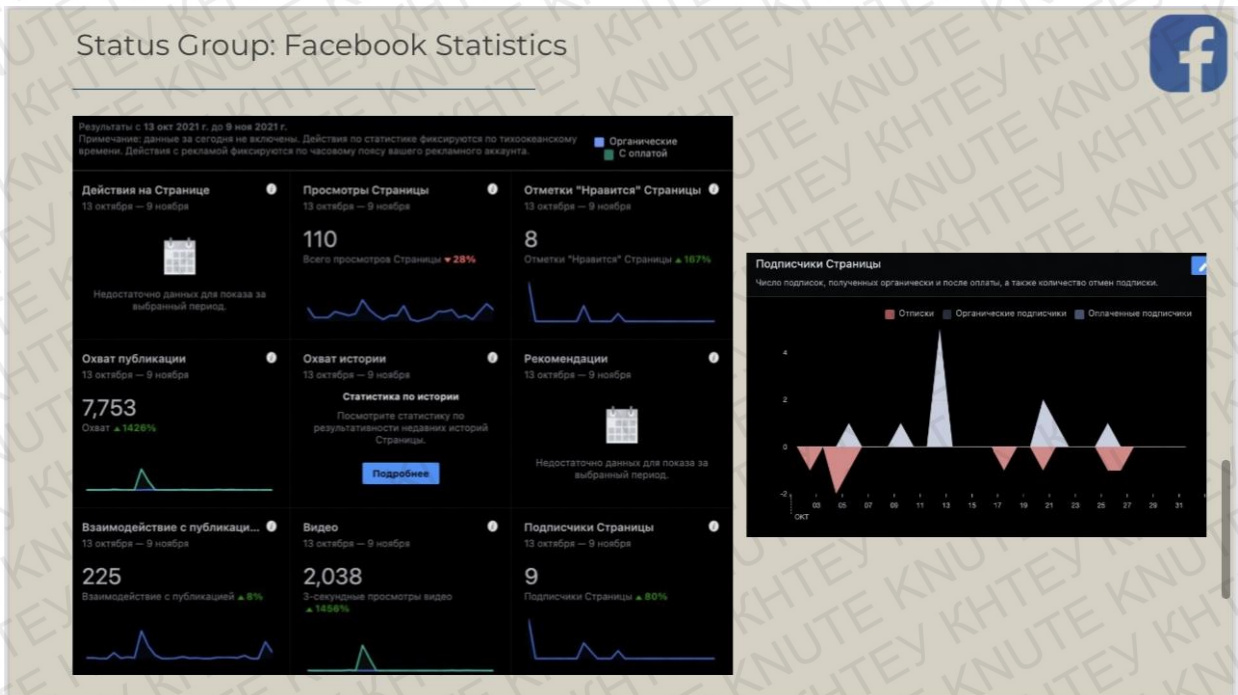 Status Group: Facebook Statistics
Результаты с 13 окт 2021 г. до 9 ноя 2021 г.
Примечание: данные за сегодня не включены. Действия по статистике фиксируются по тихоокеанскому
времени. Действия с рекламой фиксируются по часовому поясу вашего рекламного аккаунта.
Органические
С оплатой
Действия на Странице
13 октября — 9 ноября
Недостаточно данных для показа за
выбранный период.
Просмотры Страницы
13 октября — 9 ноября
110
Всего просмотров Страницы ▼ 28%
Отметки "Нравится" Страницы
13 октября — 9 ноября
8
Отметки "Нравится" Страницы ▲ 167%
Охват публикации
13 октября — 9 ноября
7,753
Охват ▲ 1426%
Охват истории
13 октября — 9 ноября
Статистика по истории
Посмотрите статистику по
результативности недавних историй
Страницы.
Подробнее
Рекомендации
13 октября — 9 ноября
Недостаточно данных для показа за
выбранный период.
Взаимодействие с публикаци...
13 октября — 9 ноября
225
Взаимодействие с публикацией ▲ 8%
Видео
13 октября — 9 ноября
2,038
3-секундные просмотры видео
▲ 1456%
Подписчики Страницы
13 октября — 9 ноября
9
Подписчики Страницы ▲ 80%
Подписчики Страницы
Число подписок, полученных органически и после оплаты, а также количество отмен подписки.
Отписки Органические подписчики Оплаченные подписчики
4
2
0
-2
03 05 07 09 11 13 15 17 19 21 23 25 27 29 31
ОКТ
КНТЕУ KNUTE